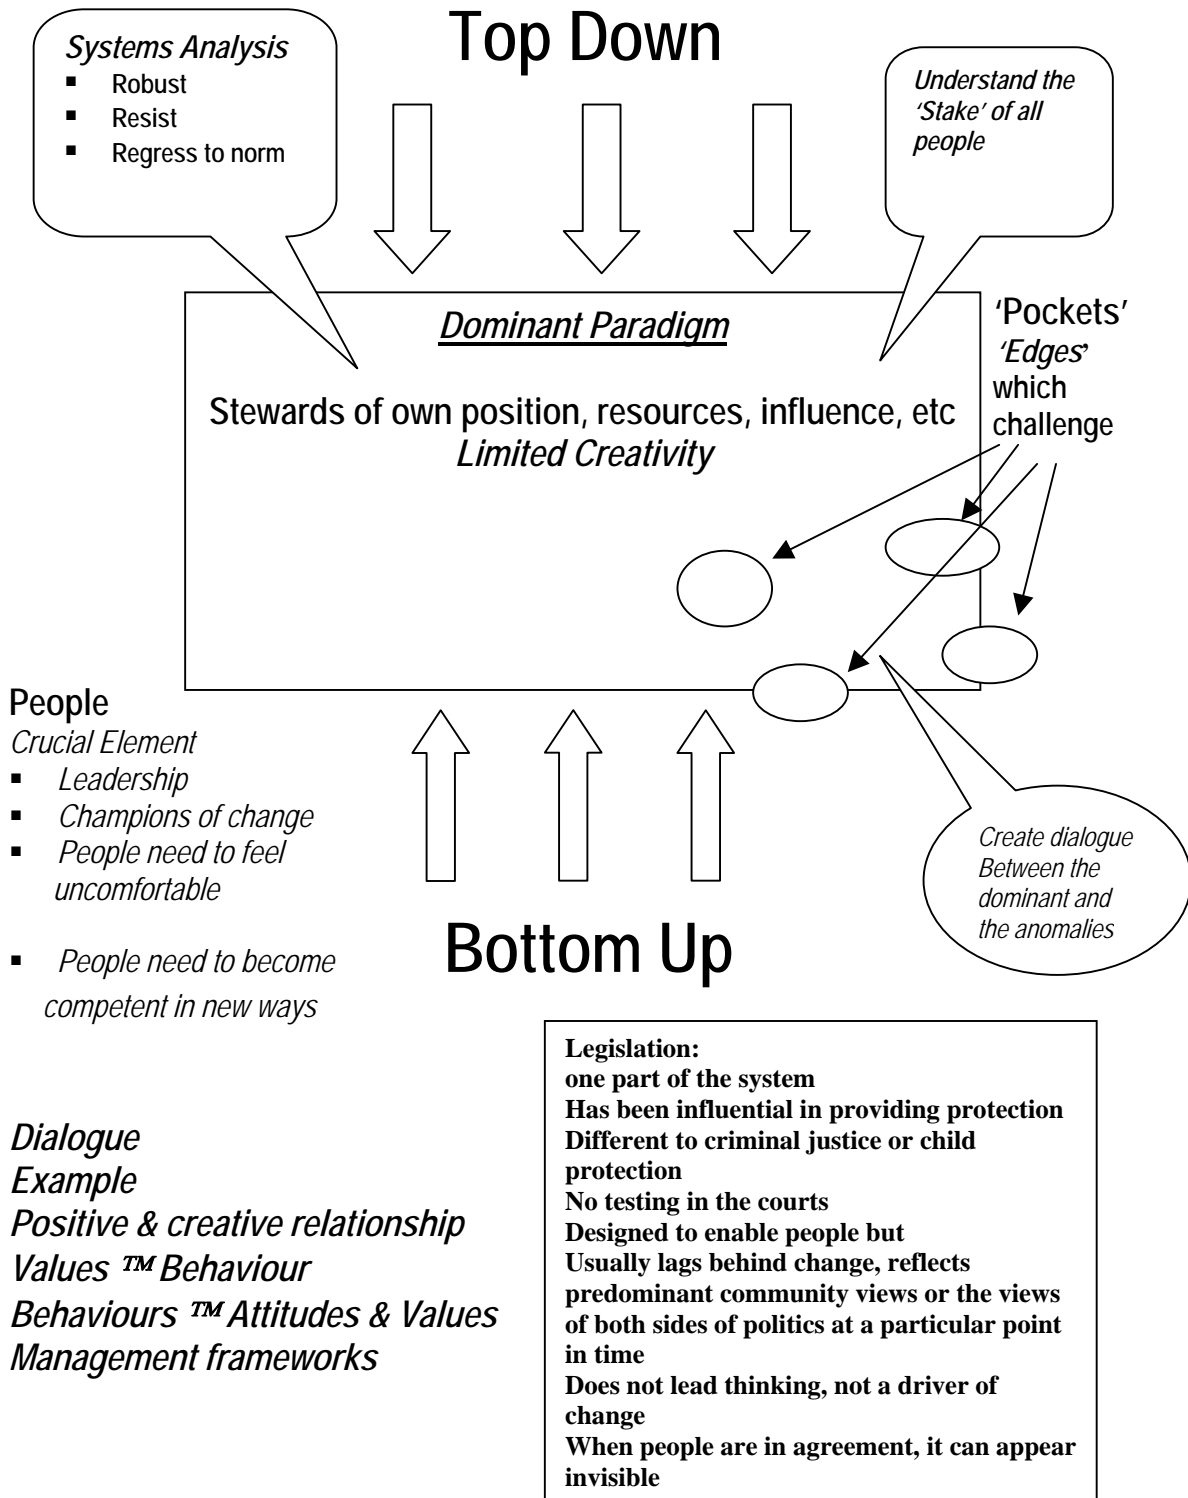 Top Down
Systems Analysis
▪ Robust
▪ Resist
▪ Regress to norm
Understand the
‘Stake’ of all
people
Dominant Paradigm
Stewards of own position, resources, influence, etc
Limited Creativity
‘Pockets’
‘Edges’
which
challenge
People
Crucial Element
▪ Leadership
▪ Champions of change
▪ People need to feel
uncomfortable
▪ People need to become
competent in new ways
Bottom Up
Create dialogue
Between the
dominant and
the anomalies
Dialogue
Example
Positive & creative relationship
Values ™ Behaviour
Behaviours ™ Attitudes & Values
Management frameworks
Legislation:
one part of the system
Has been influential in providing protection
Different to criminal justice or child
protection
No testing in the courts
Designed to enable people but
Usually lags behind change, reflects
predominant community views or the views
of both sides of politics at a particular point
in time
Does not lead thinking, not a driver of
change
When people are in agreement, it can appear
invisible